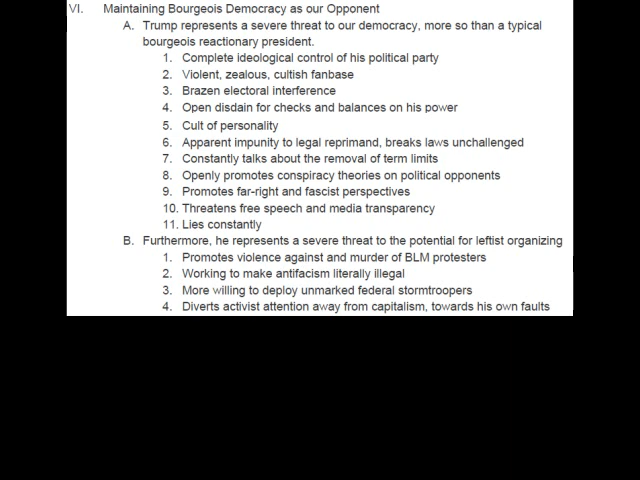 VI. Maintaining Bourgeois Democracy as our Opponent
A. Trump represents a severe threat to our democracy, more so than a typical
bourgeois reactionary president.
1. Complete ideological control of his political party
2. Violent, zealous, cultish fanbase
3. Brazen electoral interference
4. Open disdain for checks and balances on his power
5. Cult of personality
6. Apparent impunity to legal reprimand, breaks laws unchallenged
7. Constantly talks about the removal of term limits
8. Openly promotes conspiracy theories on political opponents
9. Promotes far-right and fascist perspectives
10. Threatens free speech and media transparency
11. Lies constantly
B. Furthermore, he represents a severe threat to the potential for leftist organizing
1. Promotes violence against and murder of BLM protesters
2. Working to make antifacism literally illegal
3. More willing to deploy unmarked federal stormtroopers
4. Diverts activist attention away from capitalism, towards his own faults